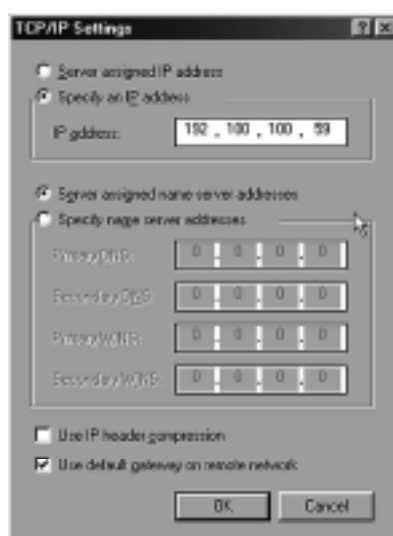 TCP/IP Settings
Server assigned IP address
Specify an IP address
IP address: 192 . 100 . 100 . 59
Server assigned name server addresses
Specify name server addresses
Primary DNS: 0 . 0 . 0 . 0
Secondary DNS: 0 . 0 . 0 . 0
Primary WINS: 0 . 0 . 0 . 0
Secondary WINS: 0 . 0 . 0 . 0
Use IP header compression
Use default gateway on remote network
OK Cancel